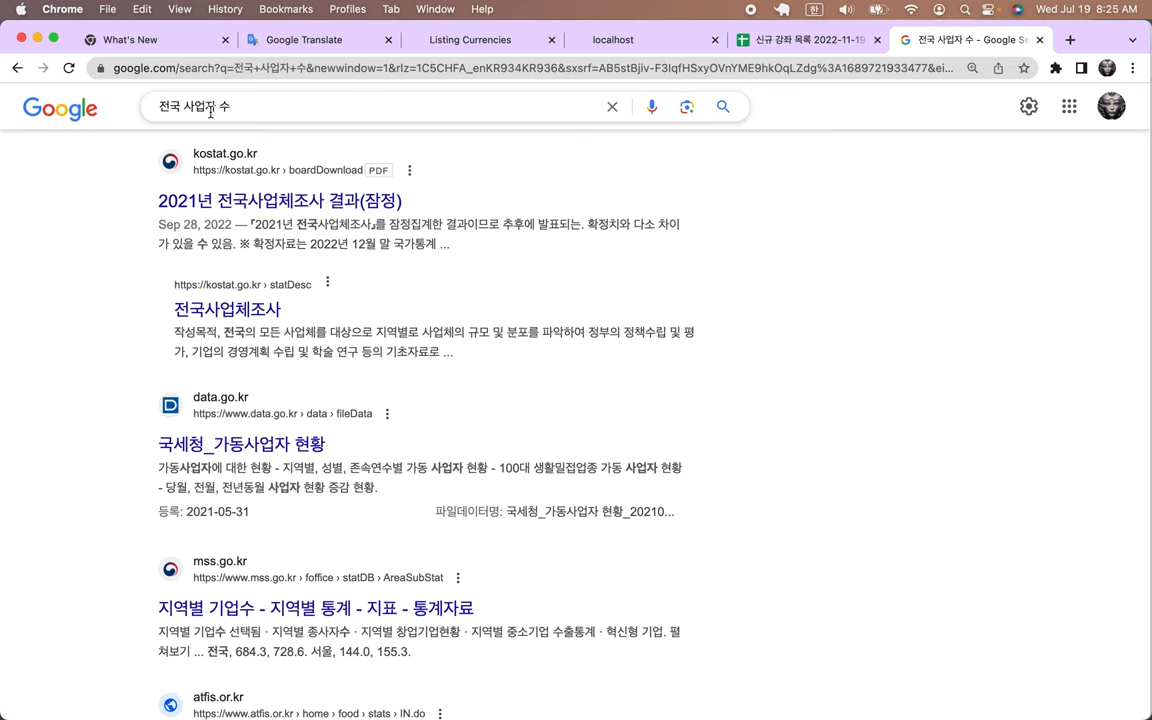 Chrome File Edit View History Bookmarks Profiles Tab Window Help 한 Wed Jul 19 8:25 AM
What's New Google Translate Listing Currencies localhost 신규 강좌 목록 2022-11-19 전국 사업자 수 - Google Se
google.com/search?q=전국+사업자+수&newwindow=1&rlz=1C5CHFA_enKR934KR936&sxsrf=AB5stBjiv-F3IqfHSxyOVnYME9hkOqLZdg%3A1689721933477&ei...
Google 전국 사업자 수
kostat.go.kr
https://kostat.go.kr › boardDownload PDF
2021년 전국사업체조사 결과(잠정)
Sep 28, 2022 — 『2021년 전국사업체조사』를 잠정집계한 결과이므로 추후에 발표되는. 확정치와 다소 차이
가 있을 수 있음. ※ 확정자료는 2022년 12월 말 국가통계 ...
https://kostat.go.kr › statDesc
전국사업체조사
작성목적, 전국의 모든 사업체를 대상으로 지역별로 사업체의 규모 및 분포를 파악하여 정부의 정책수립 및 평
가, 기업의 경영계획 수립 및 학술 연구 등의 기초자료로 ...
data.go.kr
https://www.data.go.kr › data › fileData
국세청_가동사업자 현황
가동사업자에 대한 현황 - 지역별, 성별, 존속연수별 가동 사업자 현황 - 100대 생활밀접업종 가동 사업자 현황
- 당월, 전월, 전년동월 사업자 현황 증감 현황.
등록: 2021-05-31 파일데이터명: 국세청_가동사업자 현황_20210...
mss.go.kr
https://www.mss.go.kr › foffice › statDB › AreaSubStat
지역별 기업수 - 지역별 통계 - 지표 - 통계자료
지역별 기업수 선택됨 · 지역별 종사자수 · 지역별 창업기업현황 · 지역별 중소기업 수출통계 · 혁신형 기업. 펼
쳐보기 ... 전국, 684.3, 728.6. 서울, 144.0, 155.3.
atfis.or.kr
https://www.atfis.or.kr › home › food › stats › IN.do